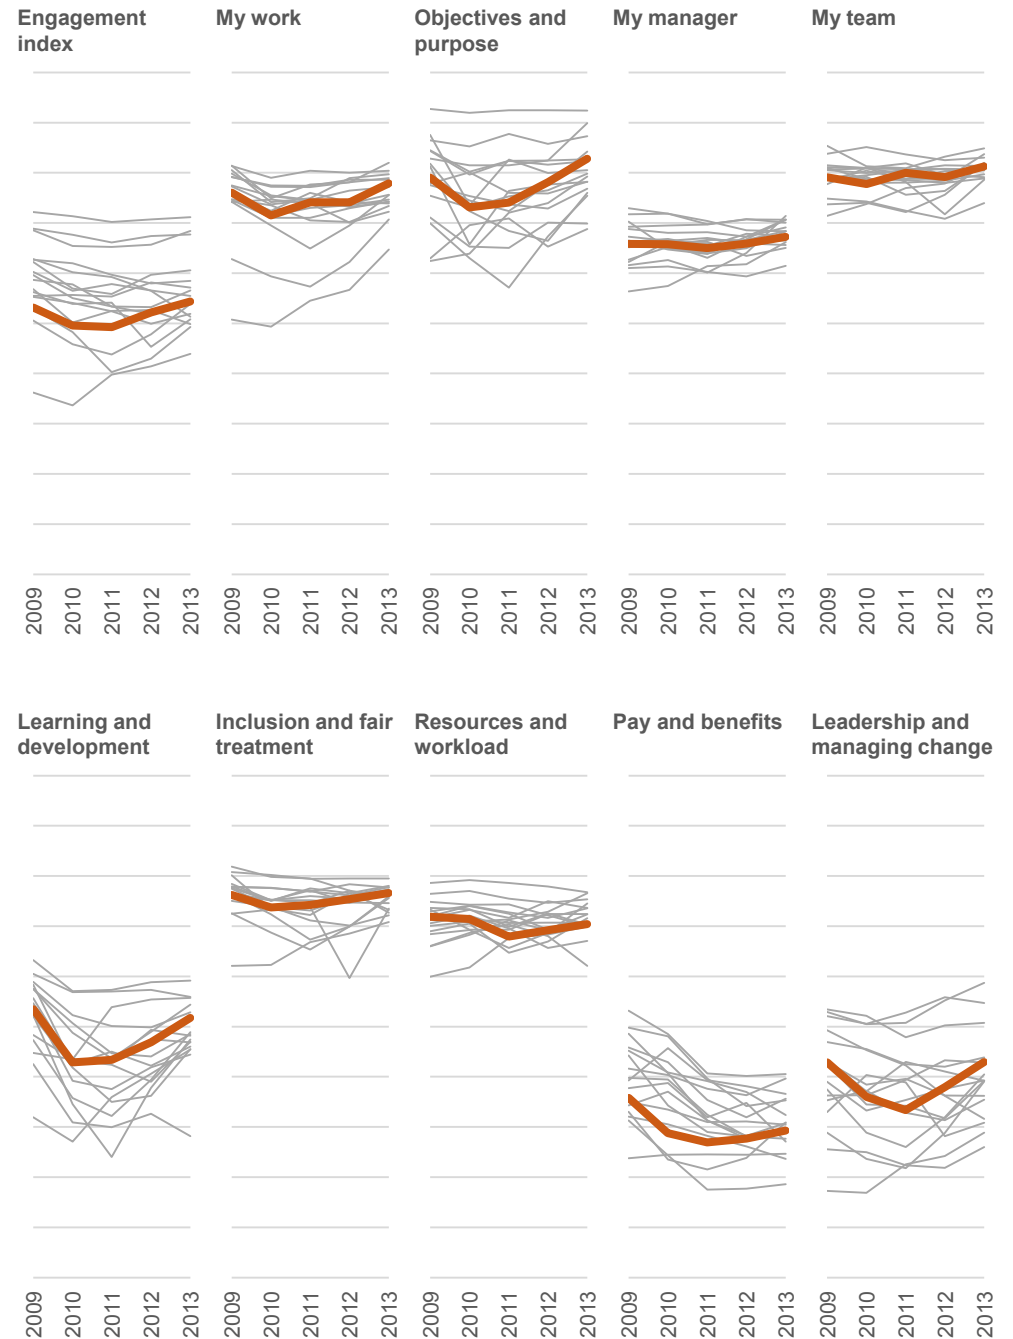 Engagement
index
My work
Objectives and
purpose
My manager
My team
2009 2010 2011 2012 2013
2009 2010 2011 2012 2013
2009 2010 2011 2012 2013
2009 2010 2011 2012 2013
2009 2010 2011 2012 2013
Learning and
development
Inclusion and fair
treatment
Resources and
workload
Pay and benefits
Leadership and
managing change
2009 2010 2011 2012 2013
2009 2010 2011 2012 2013
2009 2010 2011 2012 2013
2009 2010 2011 2012 2013
2009 2010 2011 2012 2013